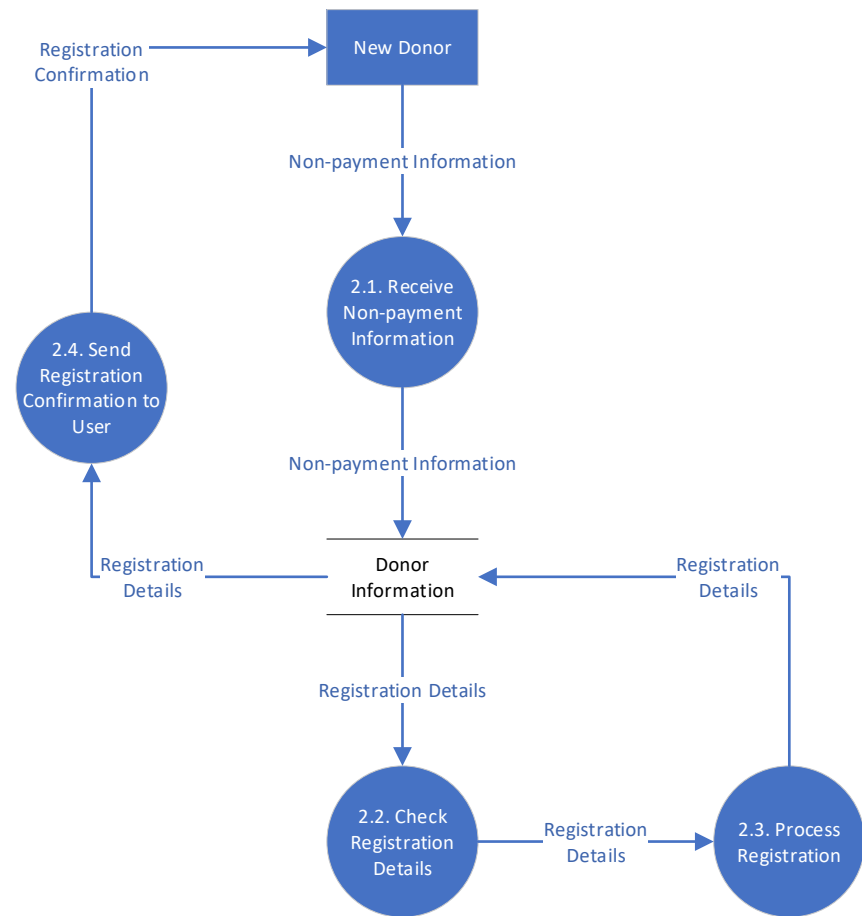 Registration
Confirmation
New Donor
Non-payment Information
2.1. Receive
Non-payment
Information
2.4. Send
Registration
Confirmation to
User
Non-payment Information
Registration
Details
Donor
Information
Registration
Details
Registration Details
2.2. Check
Registration
Details
Registration
Details
2.3. Process
Registration